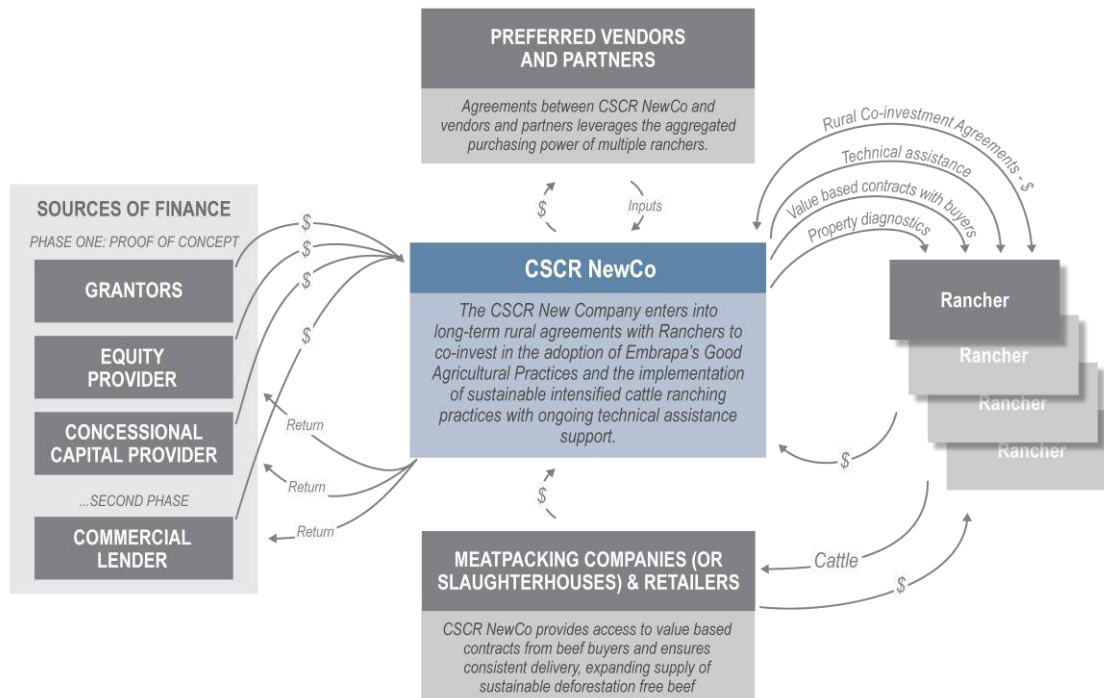 PREFERRED VENDORS
AND PARTNERS
Agreements between CSCR NewCo and
vendors and partners leverages the aggregated
purchasing power of multiple ranchers.
SOURCES OF FINANCE
PHASE ONE: PROOF OF CONCEPT
GRANTORS
EQUITY
PROVIDER
CONCESSIONAL
CAPITAL PROVIDER
...SECOND PHASE
COMMERCIAL
LENDER
$
$
$
$
Return
Return
Return
$
Inputs
CSCR NewCo
The CSCR New Company enters into
long-term rural agreements with Ranchers to
co-invest in the adoption of Embrapa's Good
Agricultural Practices and the implementation
of sustainable intensified cattle ranching
practices with ongoing technical assistance
support.
Rural Co-investment Agreements - $
Technical assistance
Value based contracts with buyers
Property diagnostics
Rancher
Rancher
Rancher
Rancher
$
$
Cattle
$
MEATPACKING COMPANIES (OR
SLAUGHTERHOUSES) & RETAILERS
CSCR NewCo provides access to value based
contracts from beef buyers and ensures
consistent delivery, expanding supply of
sustainable deforestation free beef